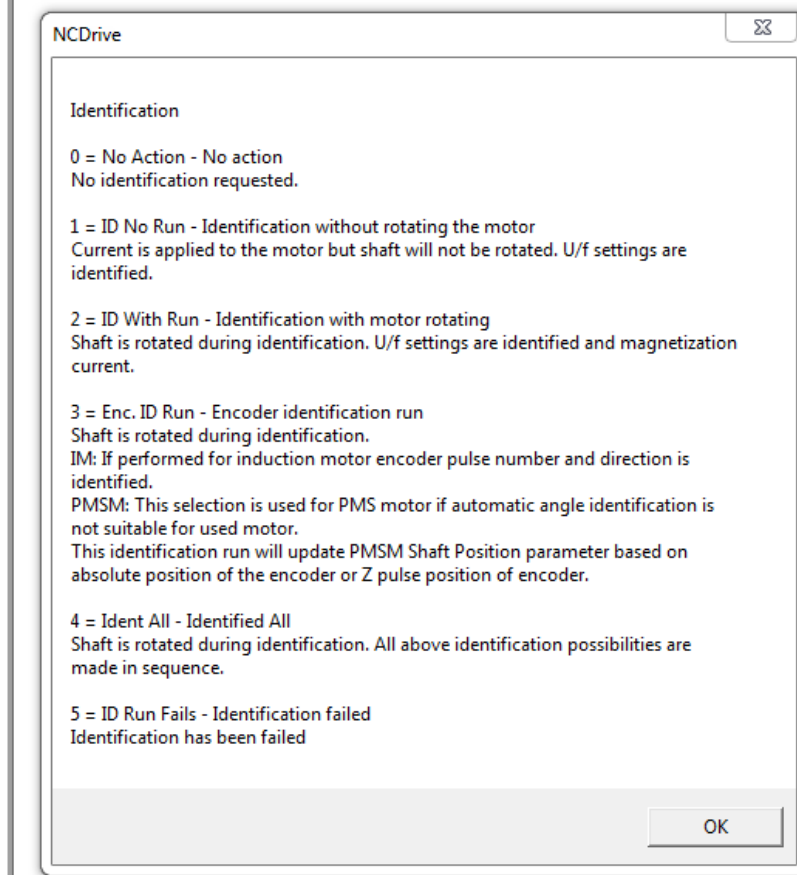 NCDrive
Identification
0 = No Action - No action
No identification requested.
1 = ID No Run - Identification without rotating the motor
Current is applied to the motor but shaft will not be rotated. U/f settings are
identified.
2 = ID With Run - Identification with motor rotating
Shaft is rotated during identification. U/f settings are identified and magnetization
current.
3 = Enc. ID Run - Encoder identification run
Shaft is rotated during identification.
IM: If performed for induction motor encoder pulse number and direction is
identified.
PMSM: This selection is used for PMS motor if automatic angle identification is
not suitable for used motor.
This identification run will update PMSM Shaft Position parameter based on
absolute position of the encoder or Z pulse position of encoder.
4 = Ident All - Identified All
Shaft is rotated during identification. All above identification possibilities are
made in sequence.
5 = ID Run Fails - Identification failed
Identification has been failed
OK